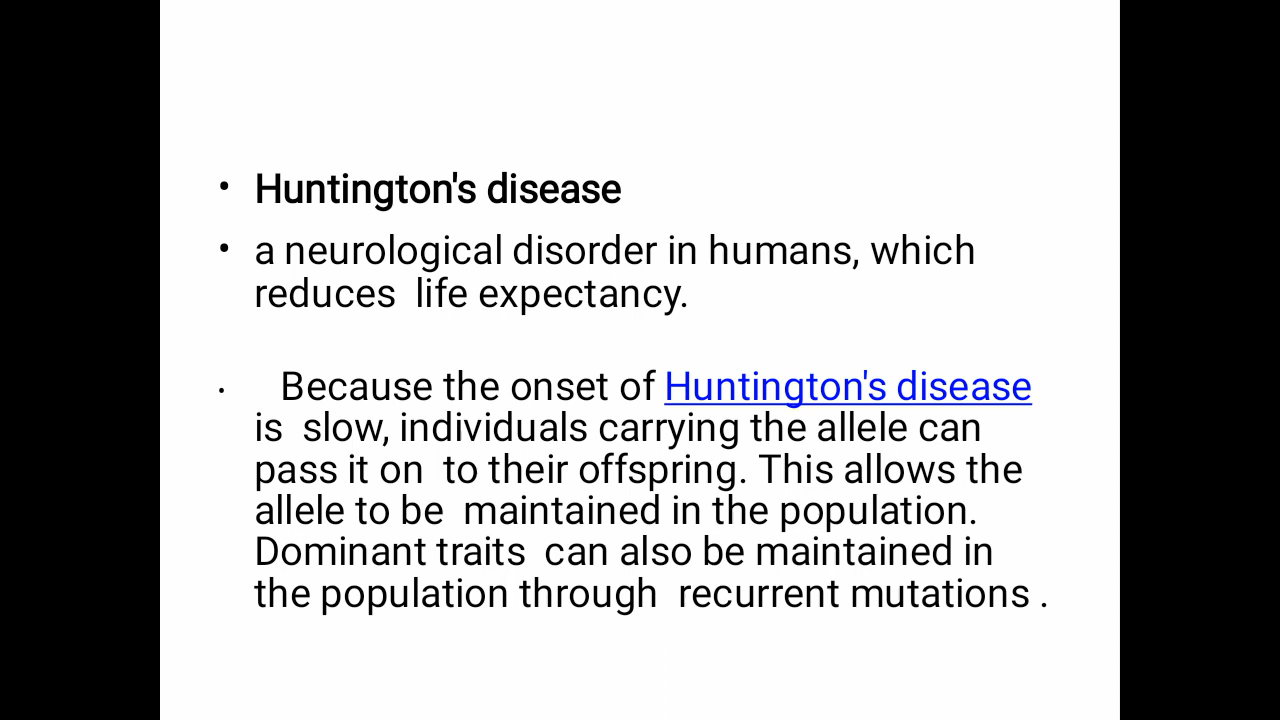 • Huntington's disease
• a neurological disorder in humans, which
reduces  life expectancy.
•   Because the onset of Huntington's disease
is  slow, individuals carrying the allele can
pass it on  to their offspring. This allows the
allele to be  maintained in the population.
Dominant traits  can also be maintained in
the population through  recurrent mutations .